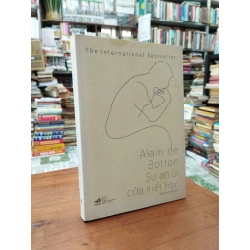 The International Bestseller
Alain de
Botton
Sự an ủi
của triết học